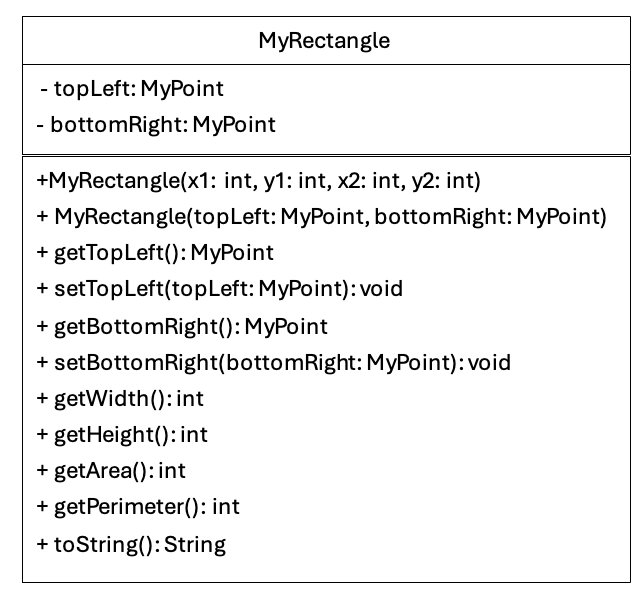 MyRectangle
- topLeft: MyPoint
- bottomRight: MyPoint
+MyRectangle(x1: int, y1: int, x2: int, y2: int)
+ MyRectangle(topLeft: MyPoint, bottomRight: MyPoint)
+ getTopLeft(): MyPoint
+ setTopLeft(topLeft: MyPoint): void
+ getBottomRight(): MyPoint
+ setBottomRight(bottomRight: MyPoint): void
+ getWidth(): int
+ getHeight(): int
+ getArea(): int
+ getPerimeter(): int
+ toString(): String